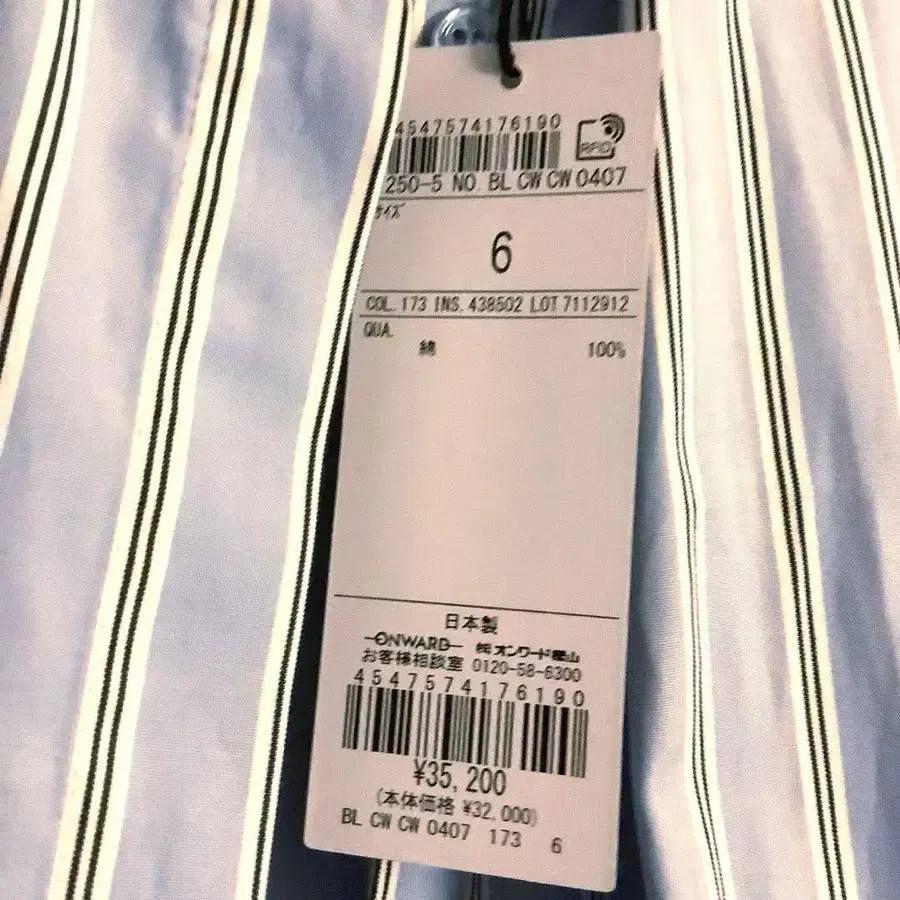 4547574176190
RFID
250-5 NO. BL CW CW 0407
サイズ
6
COL. 173 INS. 438502 LOT 7112912
QUA.
綿 100%
日本製
ONWARD ㈱オンワード樫山
お客様相談室 0120-58-6300
4547574176190
¥35,200
(本体価格 ¥32,000)
BL CW CW 0407 173 6